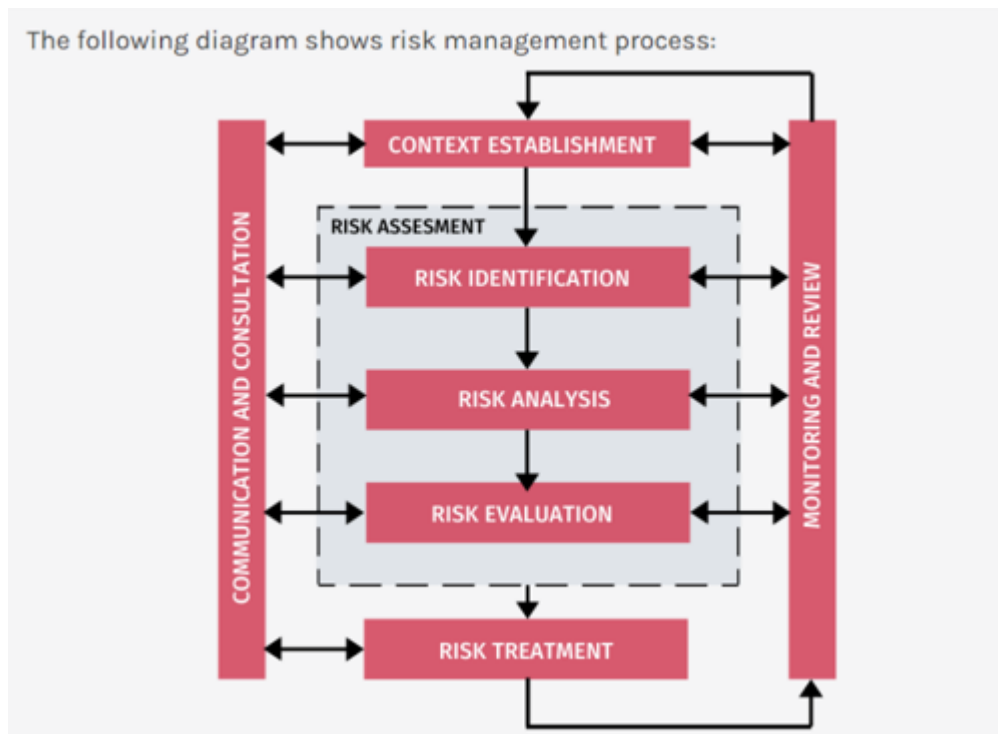 The following diagram shows risk management process:
CONTEXT ESTABLISHMENT
RISK ASSESMENT
RISK IDENTIFICATION
RISK ANALYSIS
RISK EVALUATION
RISK TREATMENT
COMMUNICATION AND CONSULTATION
MONITORING AND REVIEW